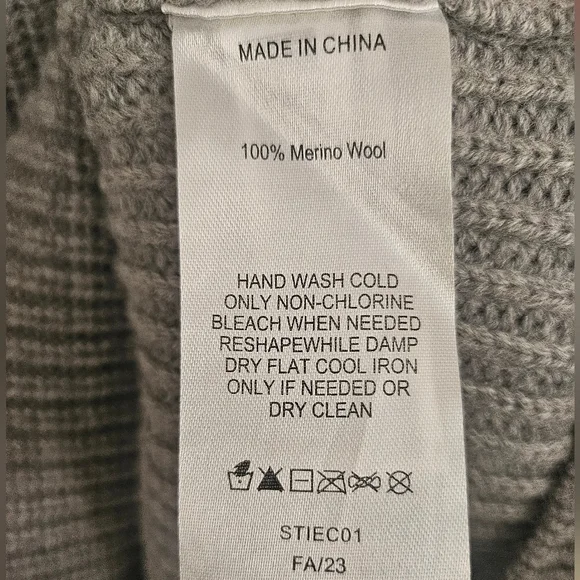 MADE IN CHINA
100% Merino Wool
HAND WASH COLD
ONLY NON-CHLORINE
BLEACH WHEN NEEDED
RESHAPEWHILE DAMP
DRY FLAT COOL IRON
ONLY IF NEEDED OR
DRY CLEAN
STIEC01
FA/23